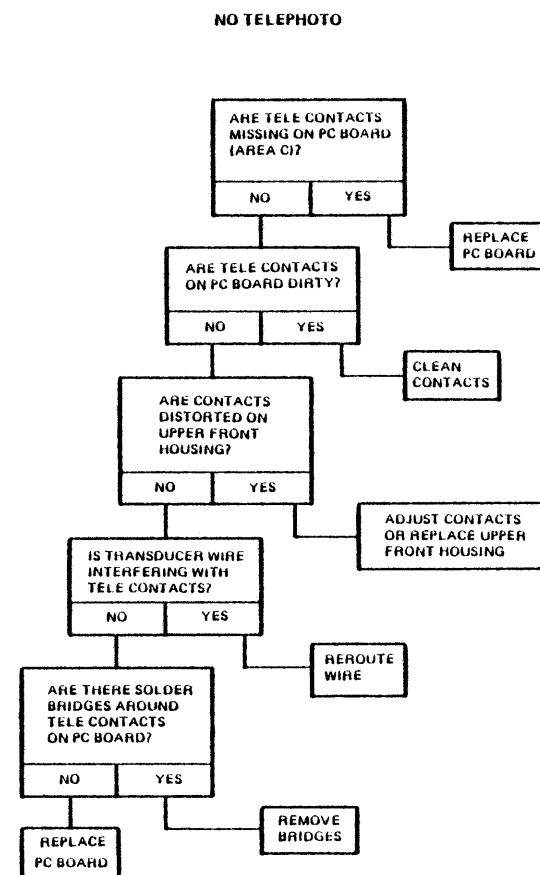 NO TELEPHOTO
ARE TELE CONTACTS
MISSING ON PC BOARD
(AREA C)?
NO YES
REPLACE
PC BOARD
ARE TELE CONTACTS
ON PC BOARD DIRTY?
NO YES
CLEAN
CONTACTS
ARE CONTACTS
DISTORTED ON
UPPER FRONT
HOUSING?
NO YES
ADJUST CONTACTS
OR REPLACE UPPER
FRONT HOUSING
IS TRANSDUCER WIRE
INTERFERING WITH
TELE CONTACTS?
NO YES
REROUTE
WIRE
ARE THERE SOLDER
BRIDGES AROUND
TELE CONTACTS
ON PC BOARD?
NO YES
REMOVE
BRIDGES
REPLACE
PC BOARD